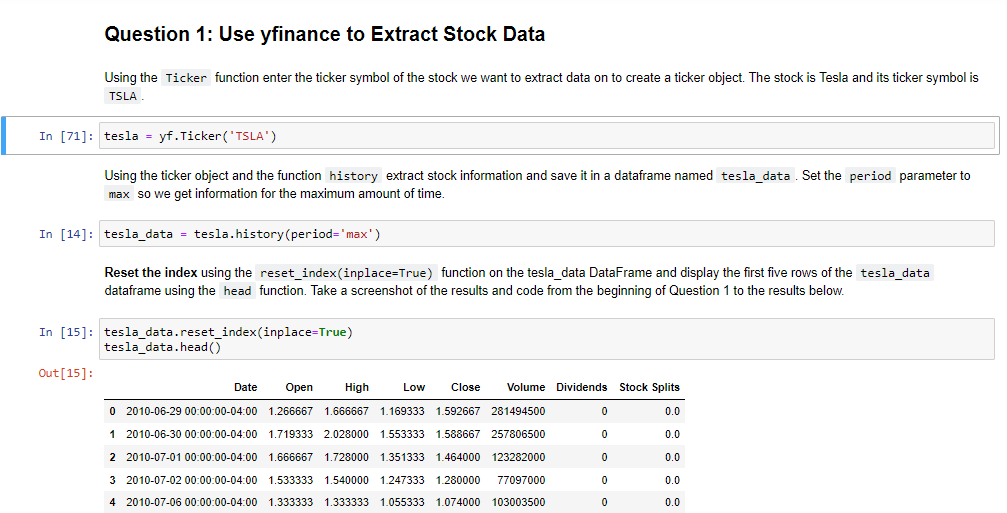 Question 1: Use yfinance to Extract Stock Data
Using the Ticker function enter the ticker symbol of the stock we want to extract data on to create a ticker object. The stock is Tesla and its ticker symbol is
TSLA .
In [71]: tesla = yf.Ticker('TSLA')
Using the ticker object and the function history extract stock information and save it in a dataframe named tesla_data . Set the period parameter to
max so we get information for the maximum amount of time.
In [14]: tesla_data = tesla.history(period='max')
Reset the index using the reset_index(inplace=True) function on the tesla_data DataFrame and display the first five rows of the tesla_data
dataframe using the head function. Take a screenshot of the results and code from the beginning of Question 1 to the results below.
In [15]: tesla_data.reset_index(inplace=True)
tesla_data.head()
Out[15]:
Date Open High Low Close Volume Dividends Stock Splits
0 2010-06-29 00:00:00-04:00 1.266667 1.666667 1.169333 1.592667 281494500 0 0.0
1 2010-06-30 00:00:00-04:00 1.719333 2.028000 1.553333 1.588667 257806500 0 0.0
2 2010-07-01 00:00:00-04:00 1.666667 1.728000 1.351333 1.464000 123282000 0 0.0
3 2010-07-02 00:00:00-04:00 1.533333 1.540000 1.247333 1.280000 77097000 0 0.0
4 2010-07-06 00:00:00-04:00 1.333333 1.333333 1.055333 1.074000 103003500 0 0.0